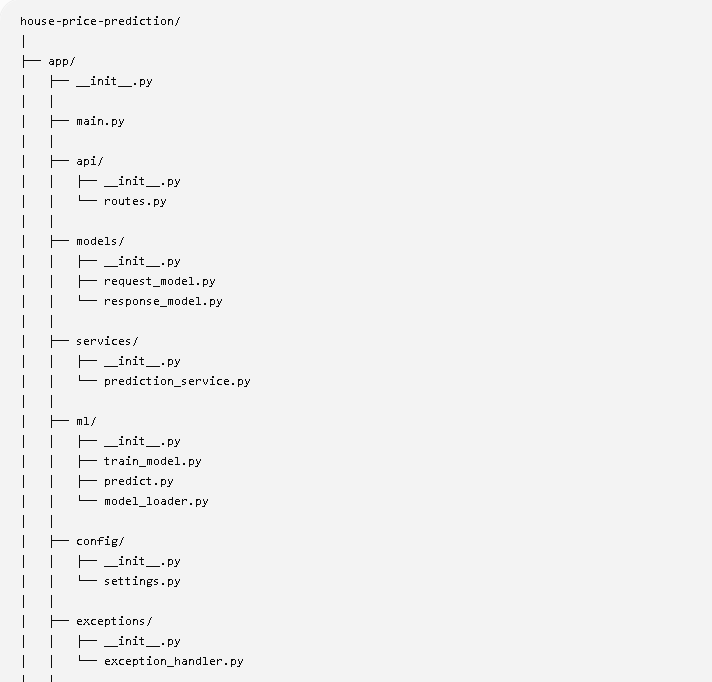 house-price-prediction/
│
├── app/
│   ├── __init__.py
│   │
│   ├── main.py
│   │
│   ├── api/
│   │   ├── __init__.py
│   │   └── routes.py
│   │
│   ├── models/
│   │   ├── __init__.py
│   │   ├── request_model.py
│   │   └── response_model.py
│   │
│   ├── services/
│   │   ├── __init__.py
│   │   └── prediction_service.py
│   │
│   ├── ml/
│   │   ├── __init__.py
│   │   ├── train_model.py
│   │   ├── predict.py
│   │   └── model_loader.py
│   │
│   ├── config/
│   │   ├── __init__.py
│   │   └── settings.py
│   │
│   ├── exceptions/
│   │   ├── __init__.py
│   │   └── exception_handler.py
│   │